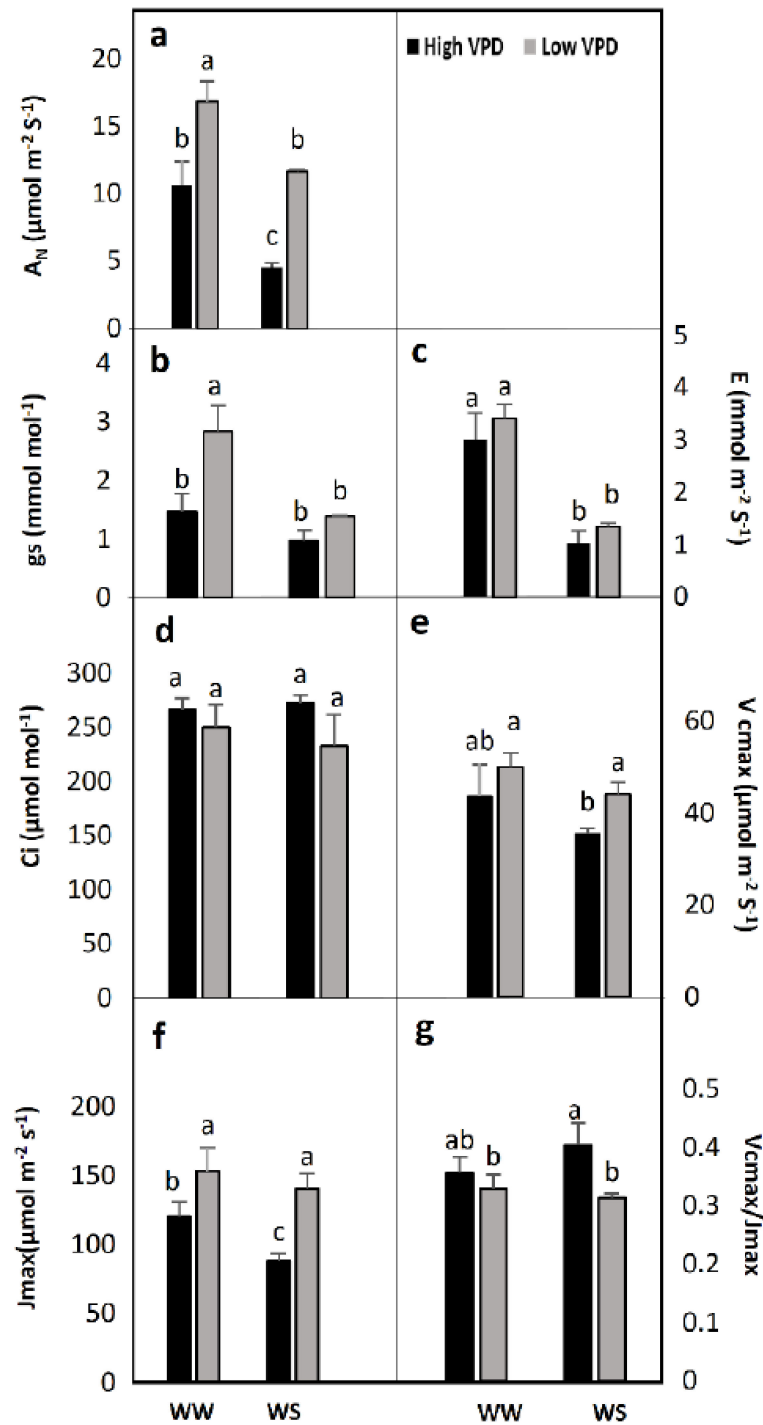 a
High VPD
Low VPD
A_N (µmol m⁻² S⁻¹)
20
15
10
5
0
b
a
c
b
b
gs (mmol mol⁻¹)
4
3
2
1
0
b
a
b
b
c
a
a
b
b
5
4
3
2
1
0
E (mmol m⁻² S⁻¹)
d
Ci (µmol mol⁻¹)
300
250
200
150
100
50
0
a
a
a
a
e
ab
a
b
a
60
40
20
0
V cmax (µmol m⁻² S⁻¹)
f
Jmax(µmol m⁻² s⁻¹)
200
150
100
50
0
b
a
c
a
g
ab
b
a
b
0.5
0.4
0.3
0.2
0.1
0
Vcmax/Jmax
WW
WS
WW
WS